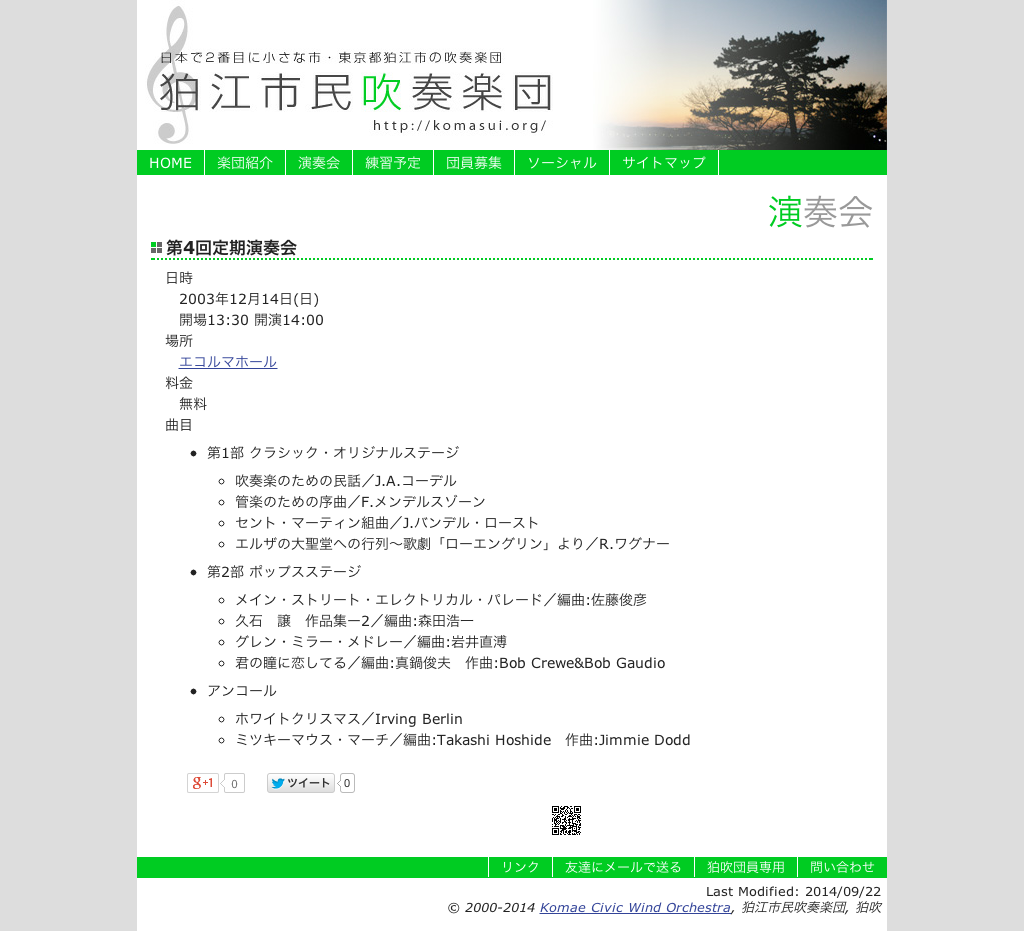 日本で2番目に小さな市・東京都狛江市の吹奏楽団
狛江市民吹奏楽団
http://komasui.org/
HOME 楽団紹介 演奏会 練習予定 団員募集 ソーシャル サイトマップ
演奏会
第4回定期演奏会
日時
2003年12月14日(日)
開場13:30 開演14:00
場所
エコルマホール
料金
無料
曲目
第1部 クラシック・オリジナルステージ
吹奏楽のための民話／J.A.コーデル
管楽のための序曲／F.メンデルスゾーン
セント・マーティン組曲／J.バンデル・ロースト
エルザの大聖堂への行列〜歌劇「ローエングリン」より／R.ワグナー
第2部 ポップスステージ
メイン・ストリート・エレクトリカル・パレード／編曲:佐藤俊彦
久石　譲　作品集ー2／編曲:森田浩一
グレン・ミラー・メドレー／編曲:岩井直溥
君の瞳に恋してる／編曲:真鍋俊夫　作曲:Bob Crewe&Bob Gaudio
アンコール
ホワイトクリスマス／Irving Berlin
ミツキーマウス・マーチ／編曲:Takashi Hoshide　作曲:Jimmie Dodd
g+1 0 ツイート 0
リンク 友達にメールで送る 狛吹団員専用 問い合わせ
Last Modified: 2014/09/22
© 2000-2014 Komae Civic Wind Orchestra, 狛江市民吹奏楽団, 狛吹